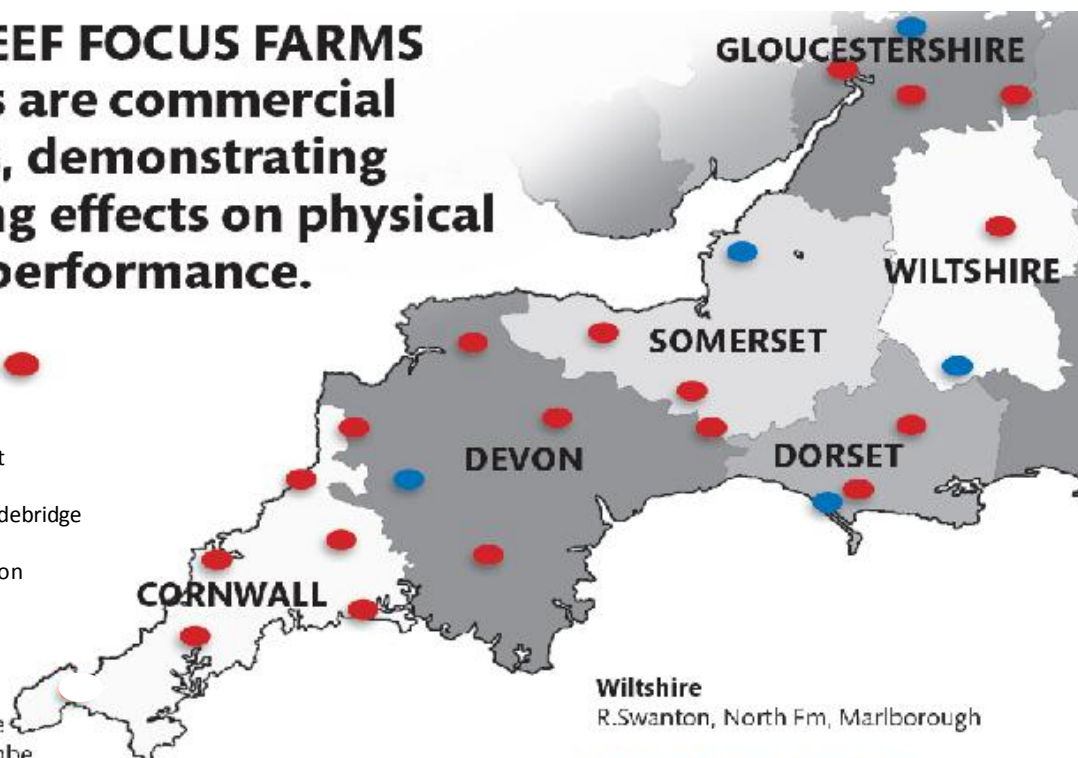 EEF FOCUS FARMS
s are commercial
, demonstrating
ng effects on physical
performance.
GLOUCESTERSHIRE
WILTSHIRE
SOMERSET
DEVON
DORSET
CORNWALL
t
debridge
on
Wiltshire
R.Swanton, North Fm, Marlborough
e
mbe